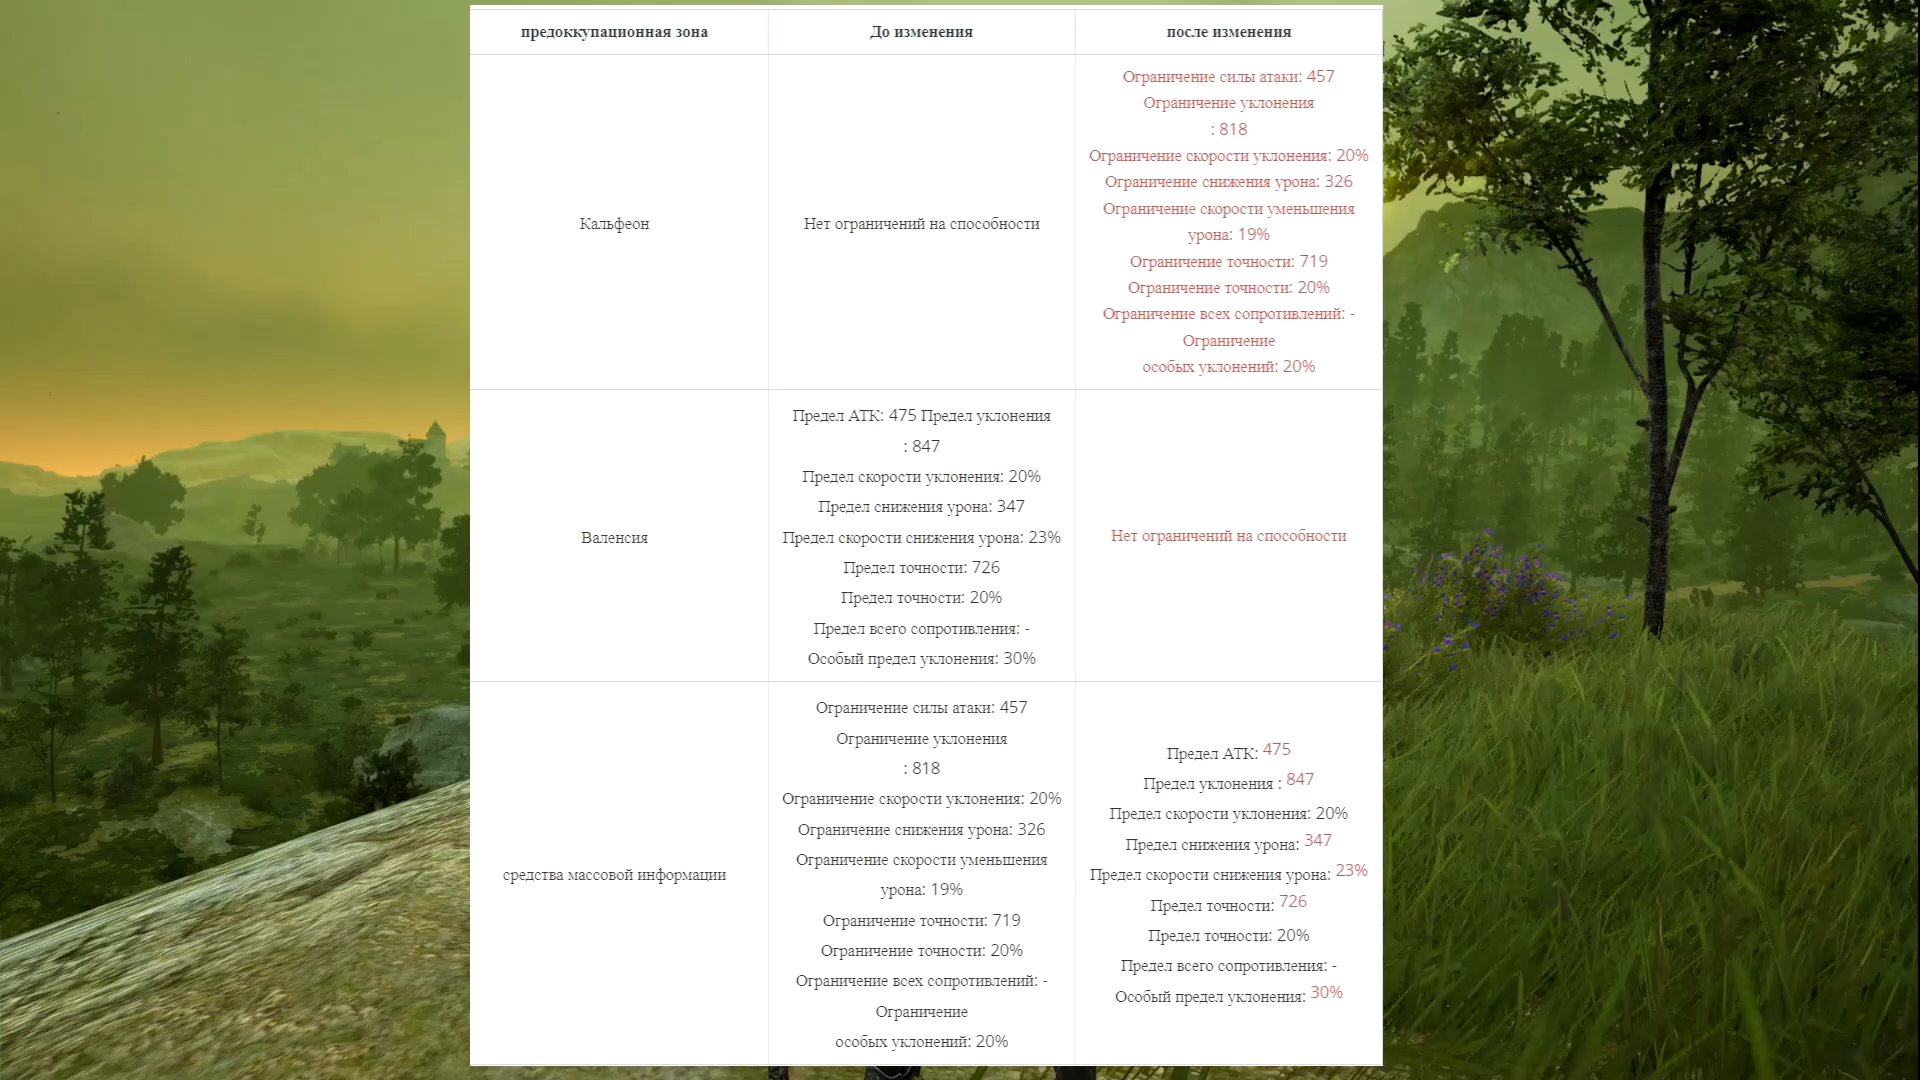 предоккупационная зона
До изменения
после изменения
Кальфеон
Нет ограничений на способности
Ограничение силы атаки: 457
Ограничение уклонения
: 818
Ограничение скорости уклонения: 20%
Ограничение снижения урона: 326
Ограничение скорости уменьшения
урона: 19%
Ограничение точности: 719
Ограничение точности: 20%
Ограничение всех сопротивлений: -
Ограничение
особых уклонений: 20%
Валенсия
Предел АТК: 475 Предел уклонения
: 847
Предел скорости уклонения: 20%
Предел снижения урона: 347
Предел скорости снижения урона: 23%
Предел точности: 726
Предел точности: 20%
Предел всего сопротивления: -
Особый предел уклонения: 30%
Нет ограничений на способности
средства массовой информации
Ограничение силы атаки: 457
Ограничение уклонения
: 818
Ограничение скорости уклонения: 20%
Ограничение снижения урона: 326
Ограничение скорости уменьшения
урона: 19%
Ограничение точности: 719
Ограничение точности: 20%
Ограничение всех сопротивлений: -
Ограничение
особых уклонений: 20%
Предел АТК: 475
Предел уклонения : 847
Предел скорости уклонения: 20%
Предел снижения урона: 347
Предел скорости снижения урона: 23%
Предел точности: 726
Предел точности: 20%
Предел всего сопротивления: -
Особый предел уклонения: 30%